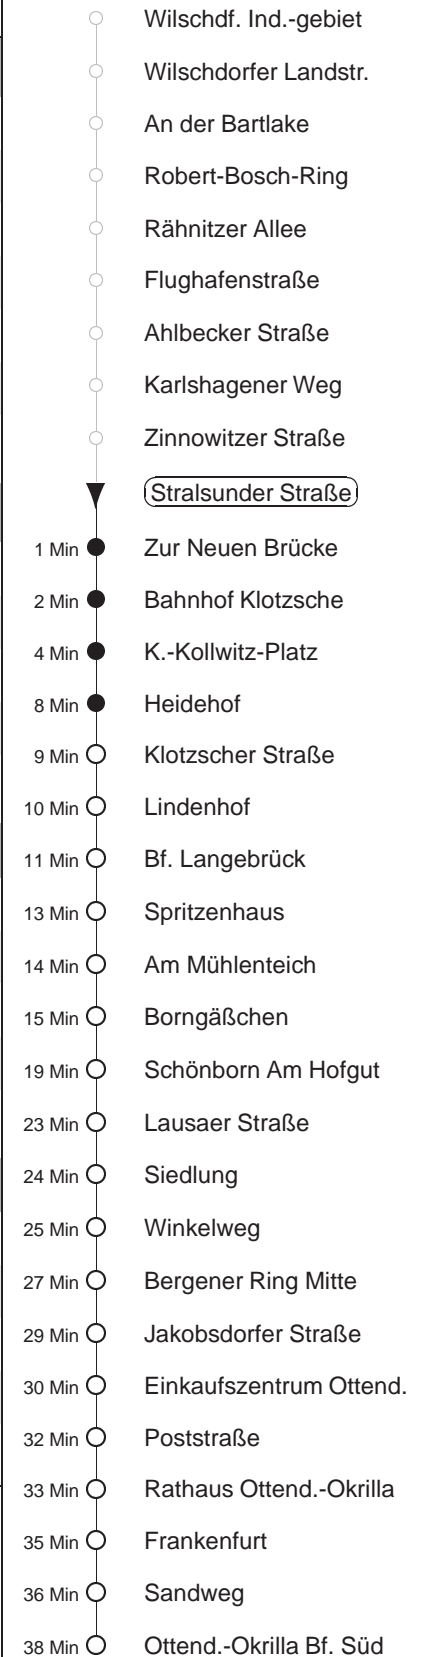 Wilschdf. Ind.-gebiet
Wilschdorfer Landstr.
An der Bartlake
Robert-Bosch-Ring
Rähnitzer Allee
Flughafenstraße
Ahlbecker Straße
Karlshagener Weg
Zinnowitzer Straße
Stralsunder Straße
1 Min Zur Neuen Brücke
2 Min Bahnhof Klotzsche
4 Min K.-Kollwitz-Platz
8 Min Heidehof
9 Min Klotzscher Straße
10 Min Lindenhof
11 Min Bf. Langebrück
13 Min Spritzenhaus
14 Min Am Mühlenteich
15 Min Borngäßchen
19 Min Schönborn Am Hofgut
23 Min Lausaer Straße
24 Min Siedlung
25 Min Winkelweg
27 Min Bergener Ring Mitte
29 Min Jakobsdorfer Straße
30 Min Einkaufszentrum Ottend.
32 Min Poststraße
33 Min Rathaus Ottend.-Okrilla
35 Min Frankenfurt
36 Min Sandweg
38 Min Ottend.-Okrilla Bf. Süd